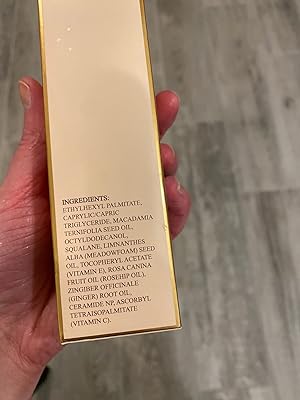 INGREDIENTS:
ETHYLHEXYL PALMITATE,
CAPRYLIC/CAPRIC
TRIGLYCERIDE, MACADAMIA
TERNIFOLIA SEED OIL,
OCTYLDODECANOL,
SQUALANE, LIMNANTHES
ALBA (MEADOWFOAM) SEED
OIL, TOCOPHERYL ACETATE
(VITAMIN E), ROSA CANINA
FRUIT OIL (ROSEHIP OIL),
ZINGIBER OFFICINALE
(GINGER) ROOT OIL,
CERAMIDE NP, ASCORBYL
TETRAISOPALMITATE
(VITAMIN C).